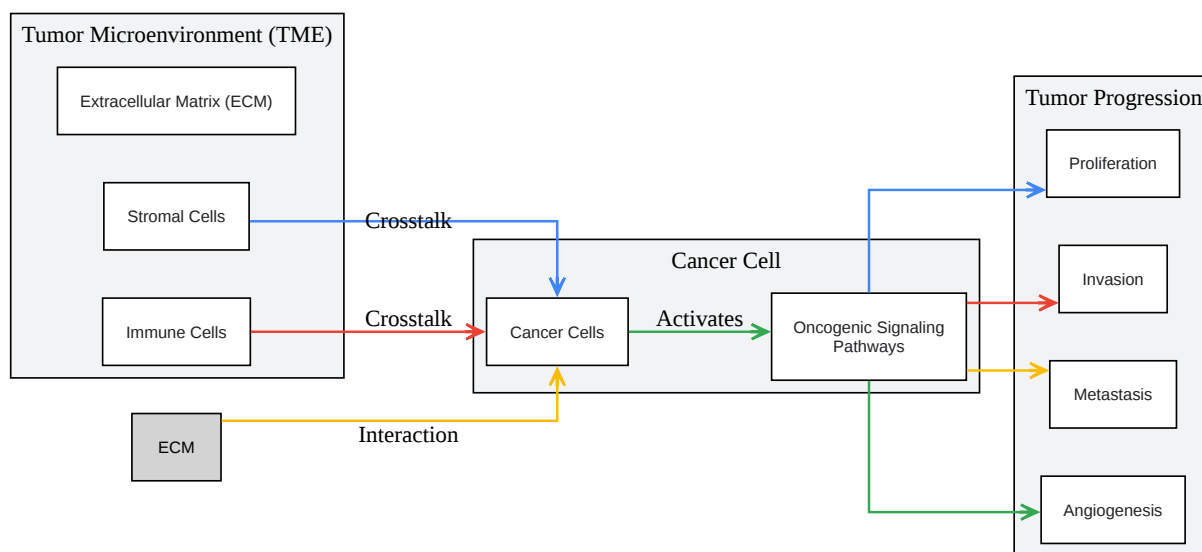 Tumor Microenvironment (TME)
Extracellular Matrix (ECM)
Stromal Cells
Immune Cells
ECM
Crosstalk
Crosstalk
Interaction
Cancer Cell
Cancer Cells
Activates
Oncogenic Signaling
Pathways
Tumor Progression
Proliferation
Invasion
Metastasis
Angiogenesis